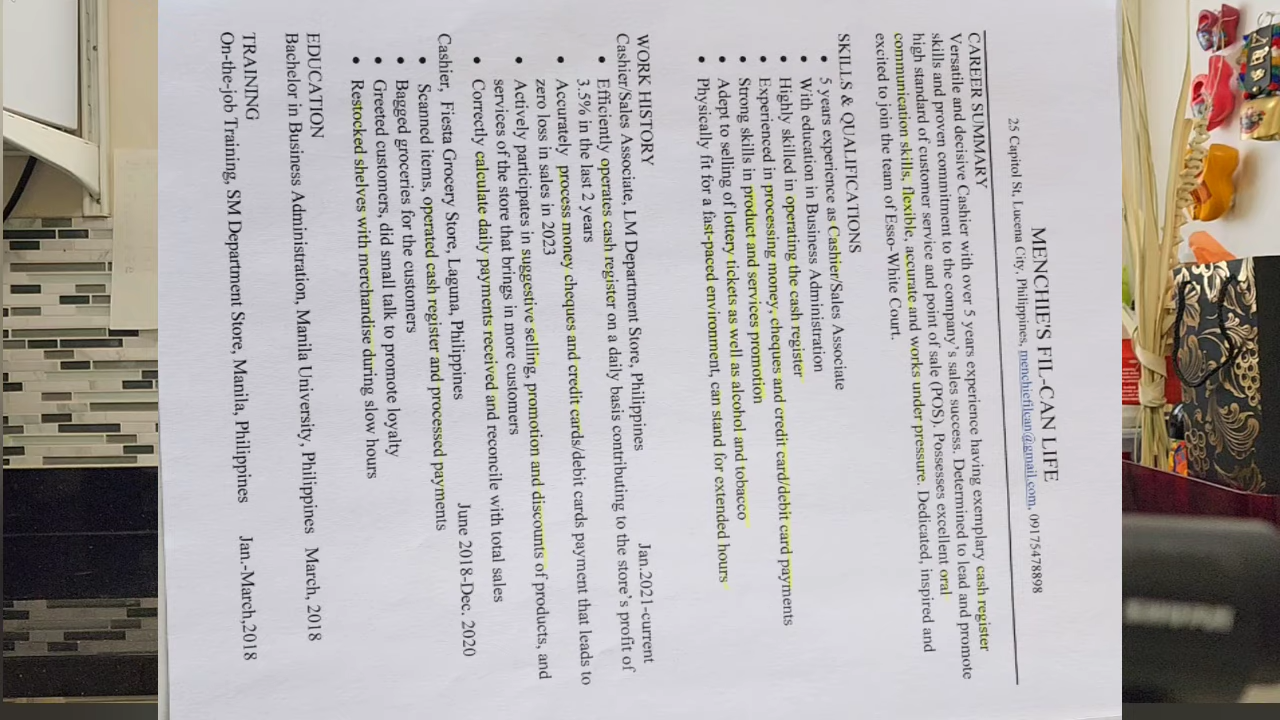 MENCHIE'S FIL-CAN LIFE
25 Capitol St, Lucena City, Philippines, menchiefilcan@gmail.com, 09175478898
CAREER SUMMARY
Versatile and decisive Cashier with over 5 years experience having exemplary cash register
skills and proven commitment to the company's sales success. Determined to lead and promote
high standard of customer service and point of sale (POS). Possesses excellent oral
communication skills, flexible, accurate and works under pressure. Dedicated, inspired and
excited to join the team of Esso-White Court.
SKILLS & QUALIFICATIONS
• 5 years experience as Cashier/Sales Associate
• With education in Business Administration
• Highly skilled in operating the cash register
• Experienced in processing money, cheques and credit card/debit card payments
• Strong skills in product and services promotion
• Adept to selling of lottery tickets as well as alcohol and tobacco
• Physically fit for a fast-paced environment, can stand for extended hours
WORK HISTORY
Cashier/Sales Associate, LM Department Store, Philippines Jan.2021-current
• Efficiently operates cash register on a daily basis contributing to the store's profit of
3.5% in the last 2 years
• Accurately process money cheques and credit cards/debit cards payment that leads to
zero loss in sales in 2023
• Actively participates in suggestive selling, promotion and discounts of products, and
services of the store that brings in more customers
• Correctly calculate daily payments received and reconcile with total sales
Cashier, Fiesta Grocery Store, Laguna, Philippines June 2018-Dec. 2020
• Scanned items, operated cash register and processed payments
• Bagged groceries for the customers
• Greeted customers, did small talk to promote loyalty
• Restocked shelves with merchandise during slow hours
EDUCATION
Bachelor in Business Administration, Manila University, Philippines March, 2018
TRAINING
On-the-job Training, SM Department Store, Manila, Philippines Jan.-March,2018